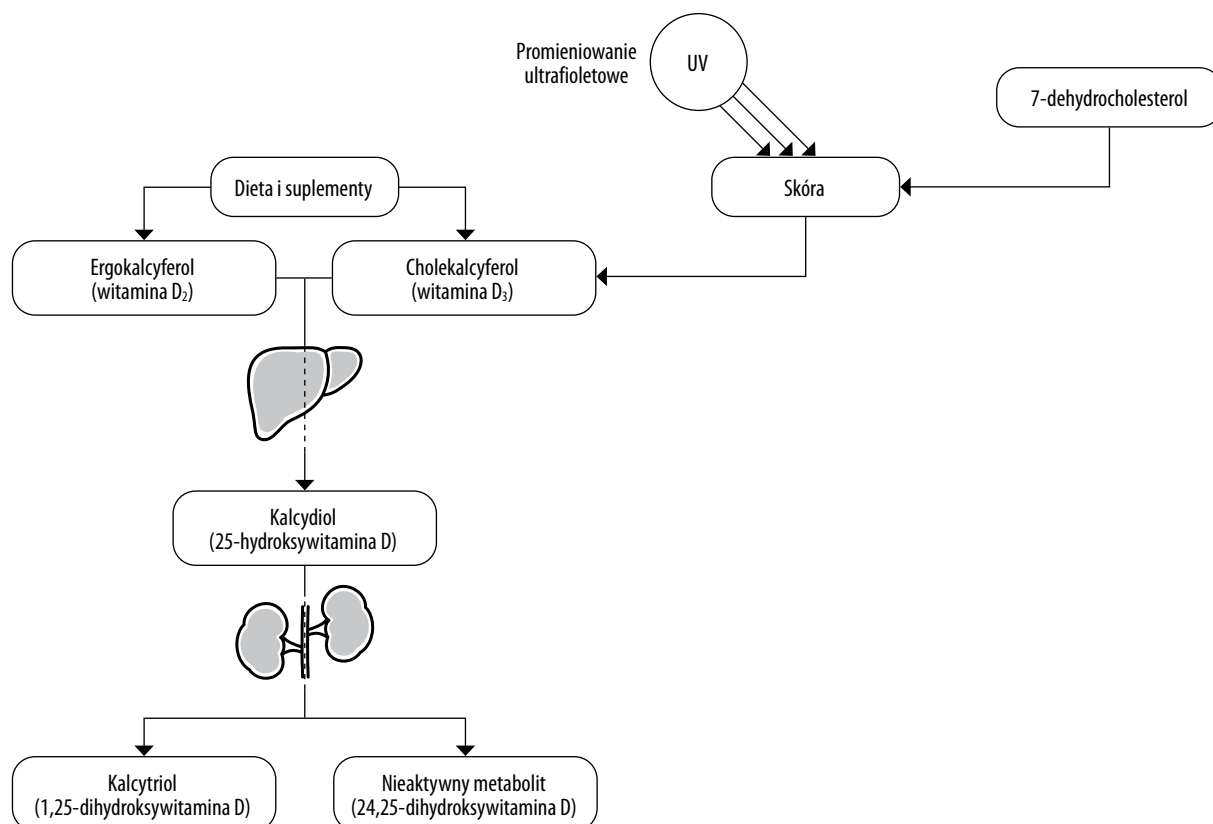 Promieniowanie
ultrafioletowe
UV
7-dehydrocholesterol
Dieta i suplementy
Skóra
Ergokalcyferol
(witamina D₂)
Cholekalcyferol
(witamina D₃)
Kalcydiol
(25-hydroksywitamina D)
Kalcytriol
(1,25-dihydroksywitamina D)
Nieaktywny metabolit
(24,25-dihydroksywitamina D)